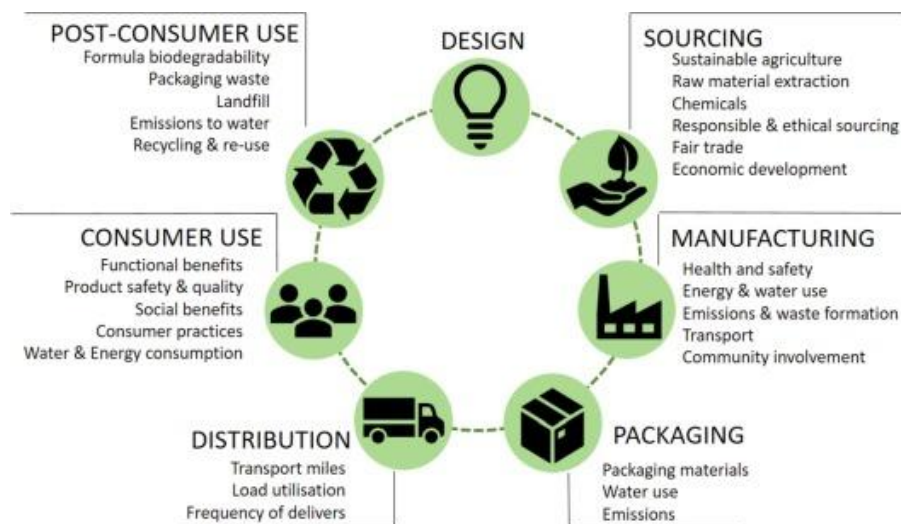 POST-CONSUMER USE
Formula biodegradability
Packaging waste
Landfill
Emissions to water
Recycling & re-use
DESIGN
SOURCING
Sustainable agriculture
Raw material extraction
Chemicals
Responsible & ethical sourcing
Fair trade
Economic development
CONSUMER USE
Functional benefits
Product safety & quality
Social benefits
Consumer practices
Water & Energy consumption
MANUFACTURING
Health and safety
Energy & water use
Emissions & waste formation
Transport
Community involvement
DISTRIBUTION
Transport miles
Load utilisation
Frequency of delivers
PACKAGING
Packaging materials
Water use
Emissions